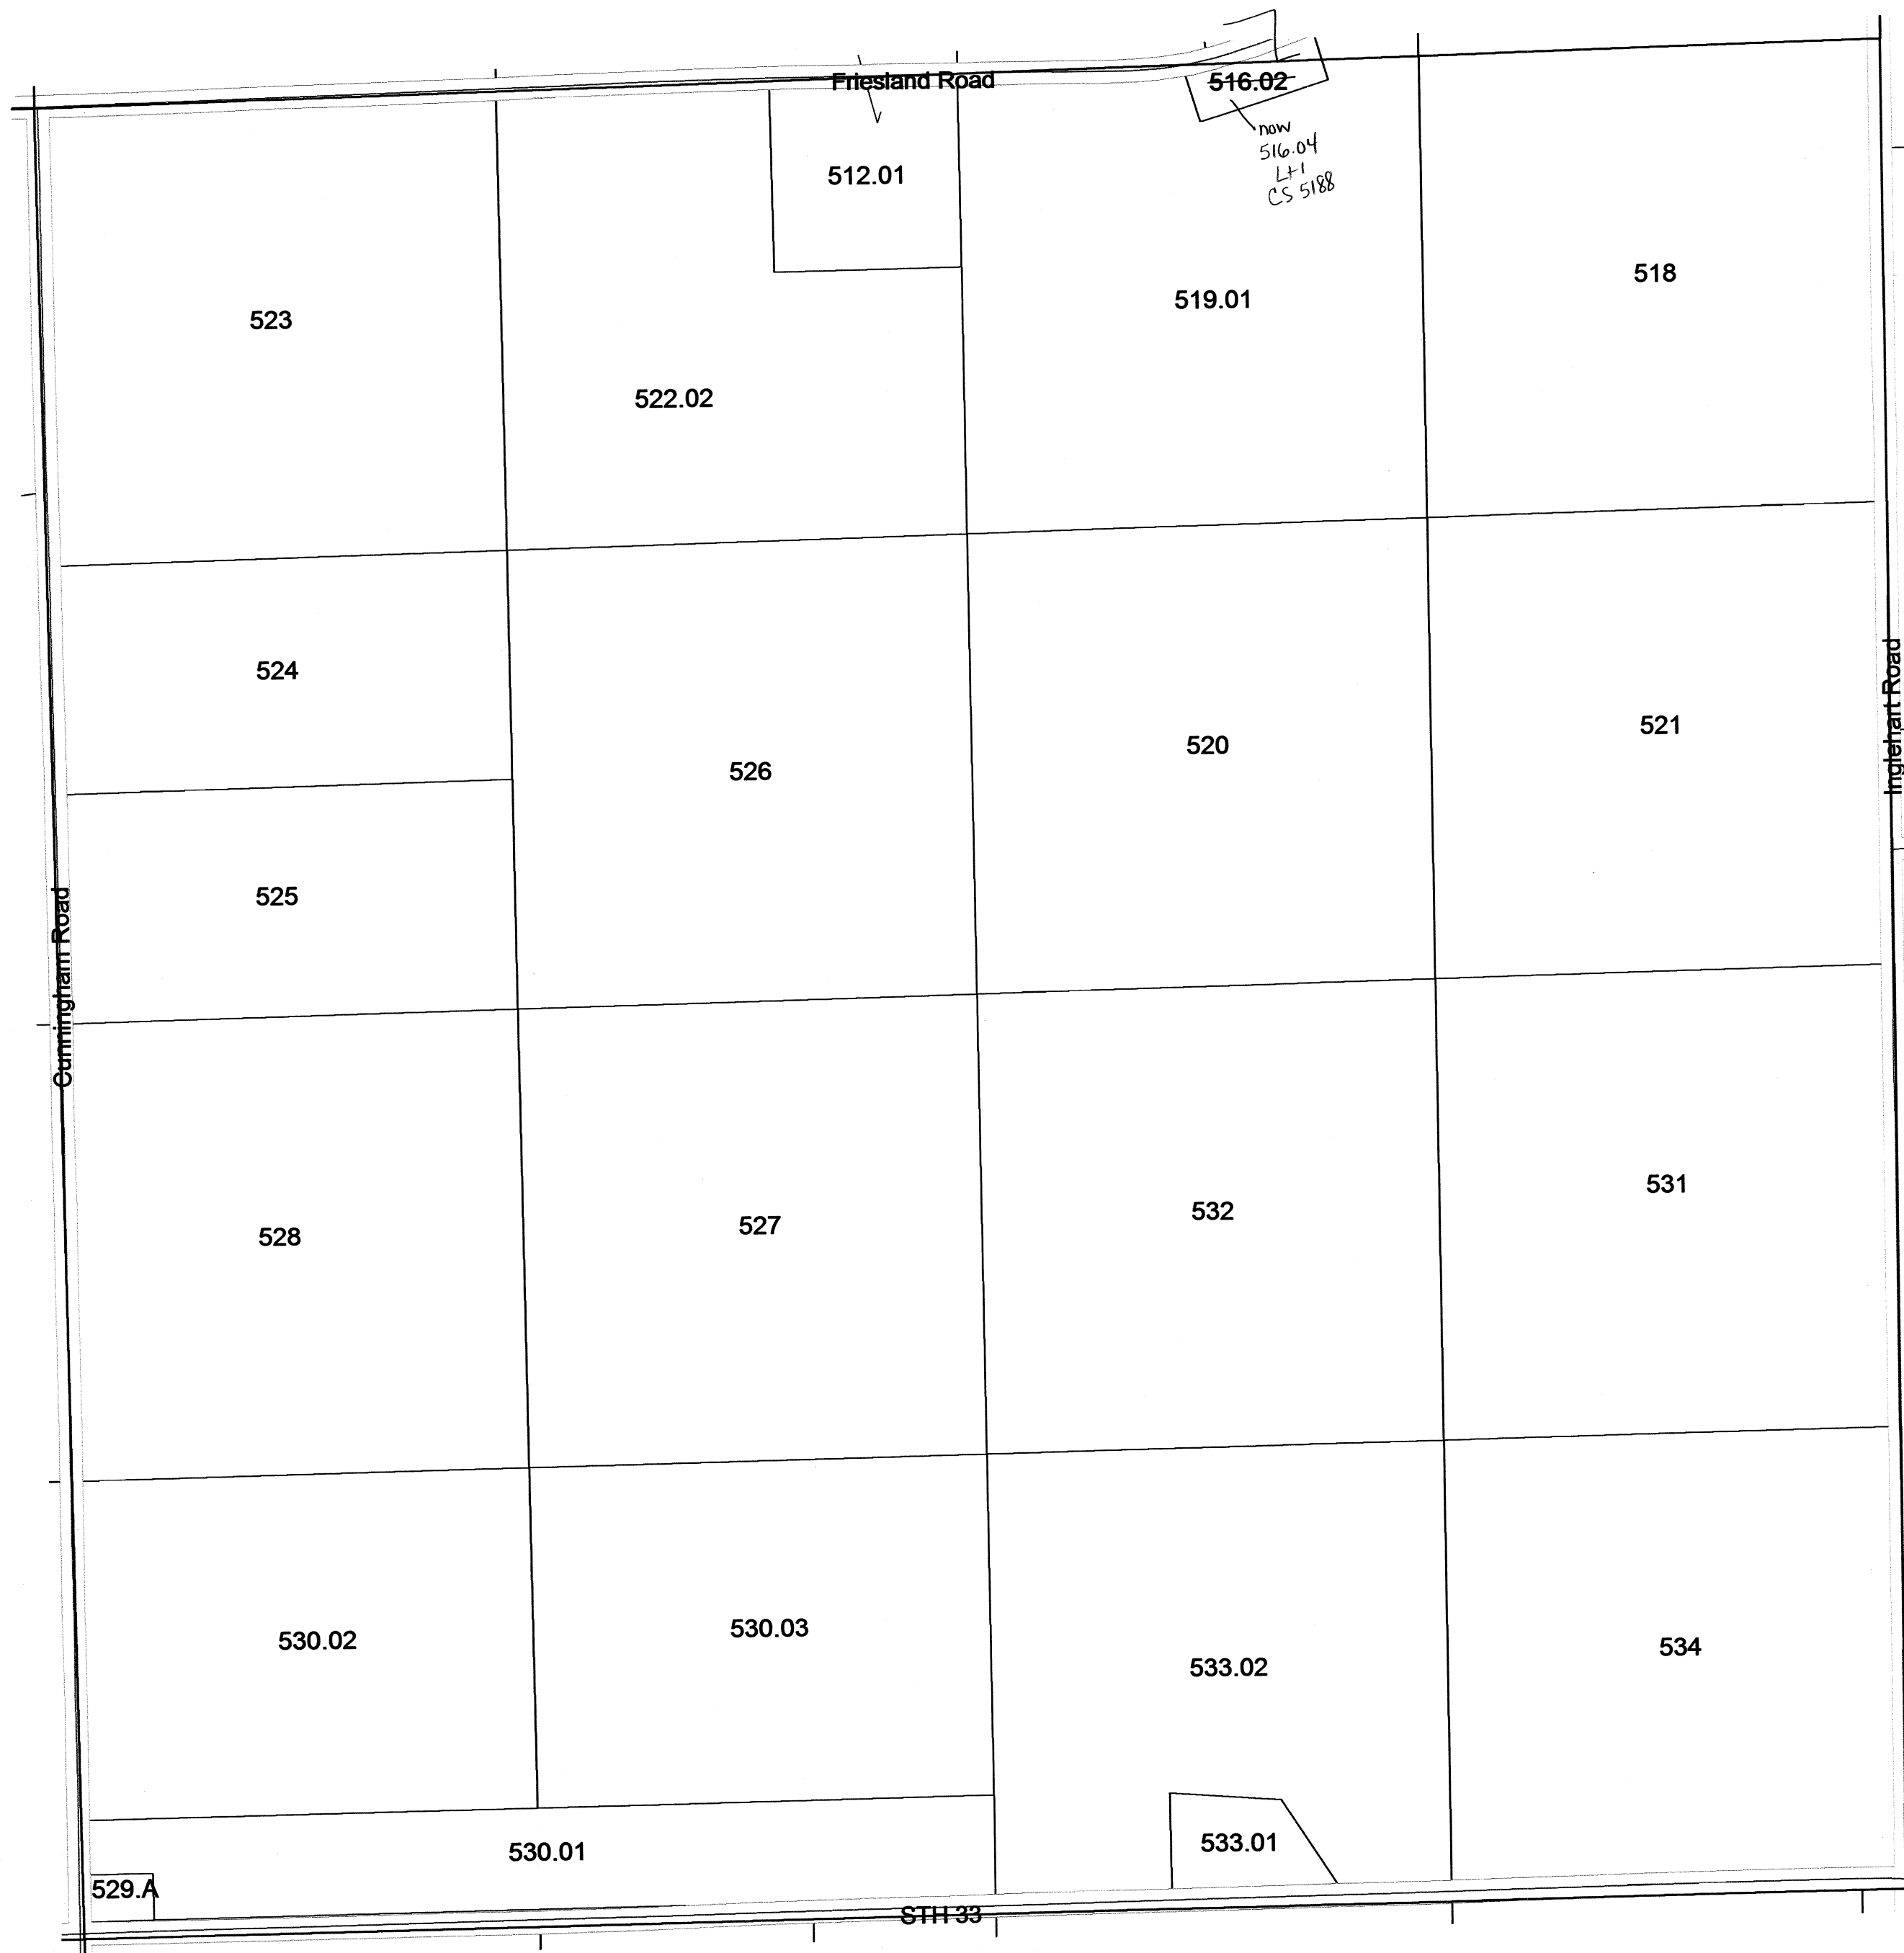 Friesland Road
516.02
now
516.04
Lt 1
CS 5188
512.01
523
522.02
519.01
518
524
526
520
521
Inglehart Road
525
Cunningham Road
528
527
532
531
530.02
530.03
533.02
534
530.01
533.01
529.A
STH 33